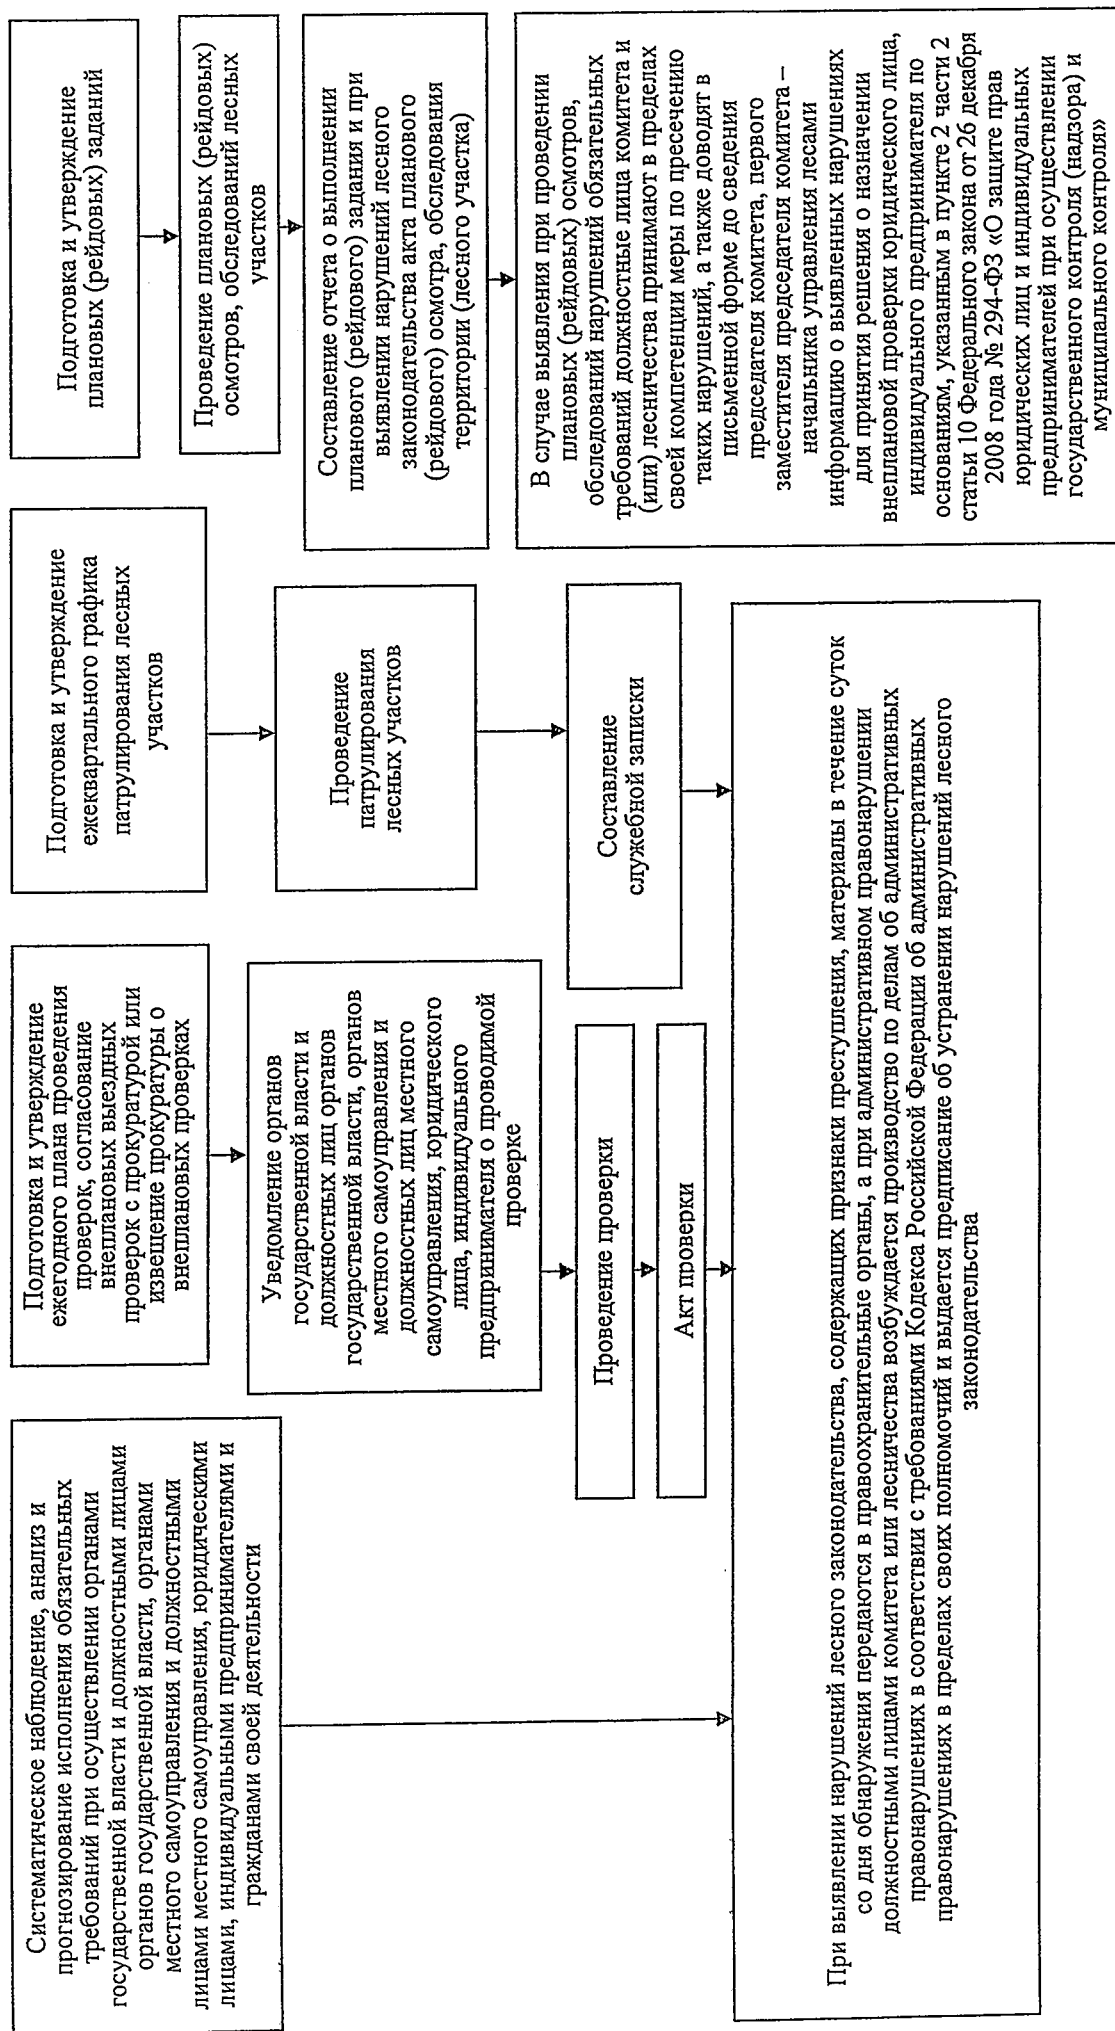 Систематическое наблюдение, анализ и
прогнозирование исполнения обязательных
требований при осуществлении органами
государственной власти и должностными лицами
органов государственной власти, органами
местного самоуправления и должностными
лицами местного самоуправления, юридическими
лицами, индивидуальными предпринимателями и
гражданами своей деятельности
Подготовка и утверждение
ежегодного плана проведения
проверок, согласование
внеплановых выездных
проверок с прокуратурой или
извещение прокуратуры о
внеплановых проверках
Уведомление органов
государственной власти и
должностных лиц органов
государственной власти, органов
местного самоуправления и
должностных лиц местного
самоуправления, юридического
лица, индивидуального
предпринимателя о проводимой
проверке
Проведение проверки
Акт проверки
Подготовка и утверждение
ежеквартального графика
патрулирования лесных
участков
Проведение
патрулирования
лесных участков
Составление
служебной записки
Подготовка и утверждение
плановых (рейдовых) заданий
Проведение плановых (рейдовых)
осмотров, обследований лесных
участков
Составление отчета о выполнении
планового (рейдового) задания и при
выявлении нарушений лесного
законодательства акта планового
(рейдового) осмотра, обследования
территории (лесного участка)
В случае выявления при проведении
плановых (рейдовых) осмотров,
обследований нарушений обязательных
требований должностные лица комитета и
(или) лесничества принимают в пределах
своей компетенции меры по пресечению
таких нарушений, а также доводят в
письменной форме до сведения
председателя комитета, первого
заместителя председателя комитета –
начальника управления лесами
информацию о выявленных нарушениях
для принятия решения о назначении
внеплановой проверки юридического лица,
индивидуального предпринимателя по
основаниям, указанным в пункте 2 части 2
статьи 10 Федерального закона от 26 декабря
2008 года № 294-ФЗ «О защите прав
юридических лиц и индивидуальных
предпринимателей при осуществлении
государственного контроля (надзора) и
муниципального контроля»
При выявлении нарушений лесного законодательства, содержащих признаки преступления, материалы в течение суток
со дня обнаружения передаются в правоохранительные органы, а при административном правонарушении
должностными лицами комитета или лесничества возбуждается производство по делам об административных
правонарушениях в соответствии с требованиями Кодекса Российской Федерации об административных
правонарушениях в пределах своих полномочий и выдается предписание об устранении нарушений лесного
законодательства